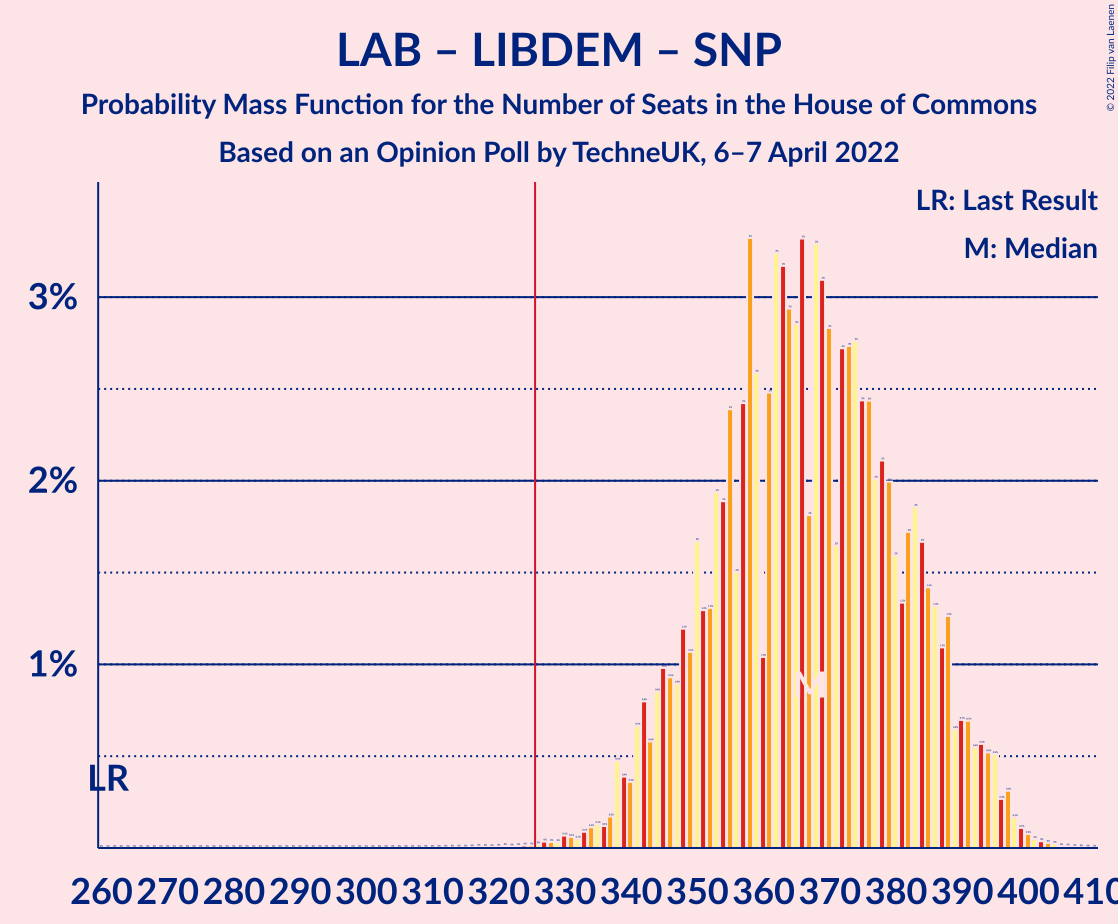 LAB – LIBDEM – SNP
Probability Mass Function for the Number of Seats in the House of Commons
Based on an Opinion Poll by TechneUK, 6–7 April 2022
© 2022 Filip van Laenen
LR: Last Result
M: Median
3%
2%
1%
LR
M
260 270 280 290 300 310 320 330 340 350 360 370 380 390 400 410